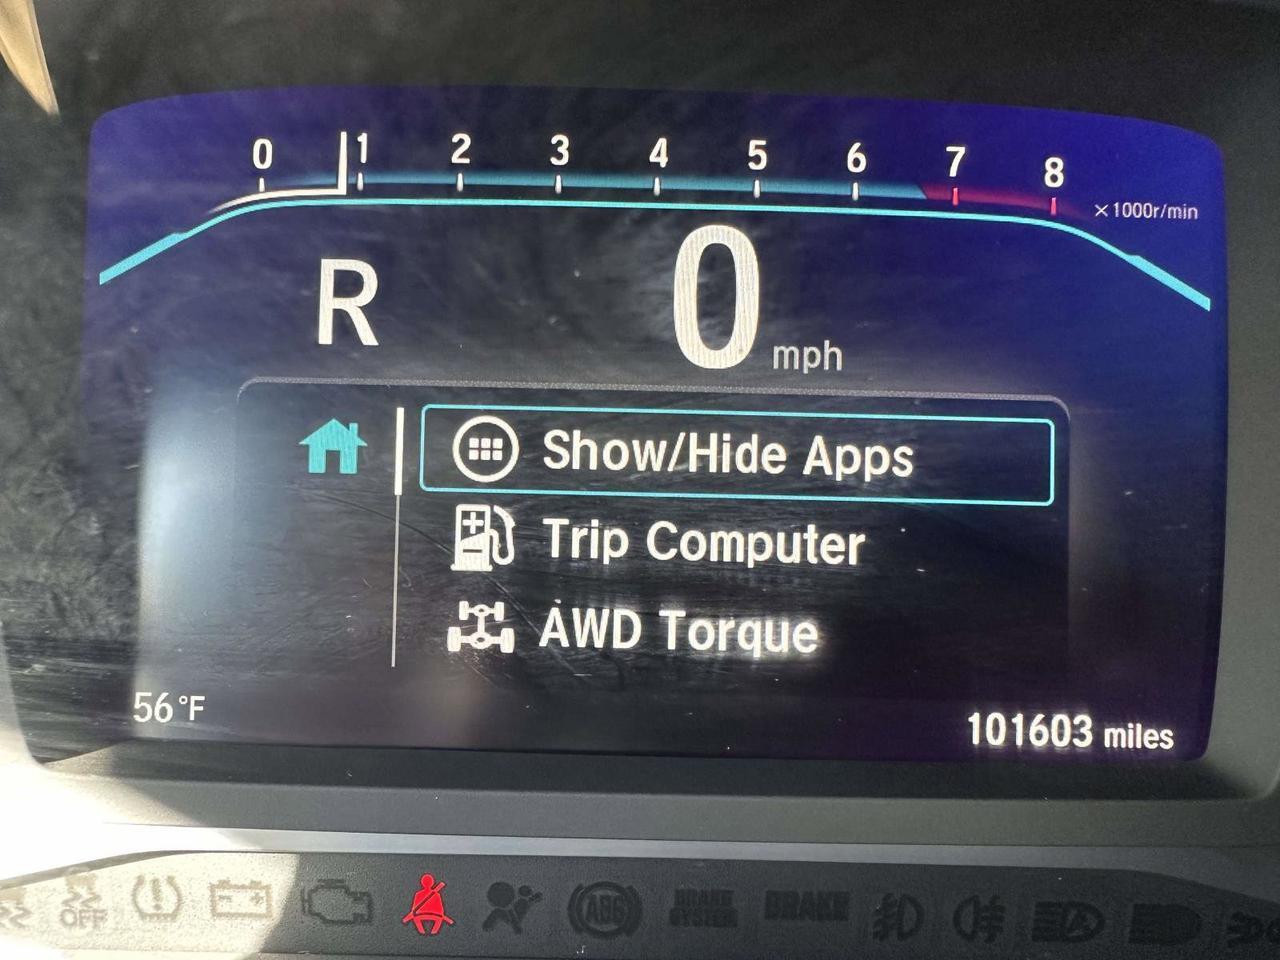 0 1 2 3 4 5 6 7 8
×1000r/min
R 0 mph
Show/Hide Apps
Trip Computer
AWD Torque
56°F
101603 miles
OFF ABS BRAKE SYSTEM BRAKE